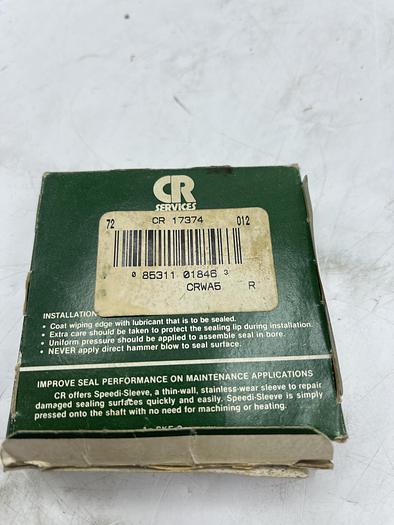 CR
SERVICES
72 CR 17374 012
0 85311 01846 3
CRWA5 R
INSTALLATION
• Coat wiping edge with lubricant that is to be sealed.
• Extra care should be taken to protect the sealing lip during installation.
• Uniform pressure should be applied to assemble seal in bore.
• NEVER apply direct hammer blow to seal surface.
IMPROVE SEAL PERFORMANCE ON MAINTENANCE APPLICATIONS
CR offers Speedi-Sleeve, a thin-wall, stainless-wear sleeve to repair
damaged sealing surfaces quickly and easily. Speedi-Sleeve is simply
pressed onto the shaft with no need for machining or heating.